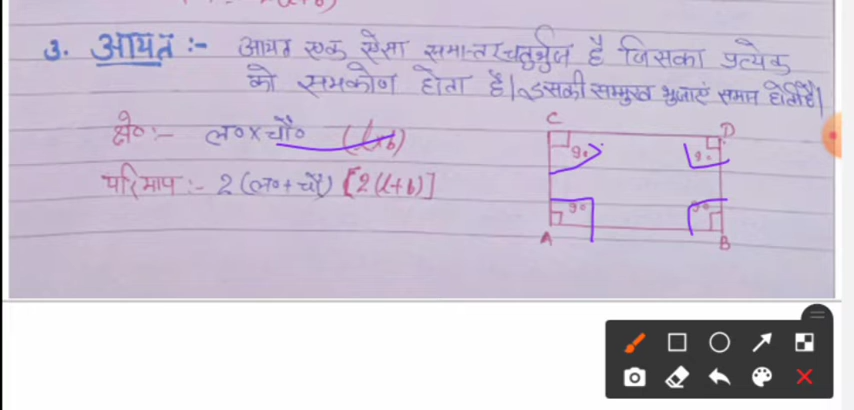 3. आयत :- आयत एक ऐसा समान्तर चतुर्भुज है जिसका प्रत्येक
को समकोण होता है। इसकी सम्मुख भुजाएं समान होती है।
क्षे० :- ल० x चौ० (l x b)
परिमाप :- 2 (ल० + चौ) [2 (l + b)]
C D
90 90
90 90
A B